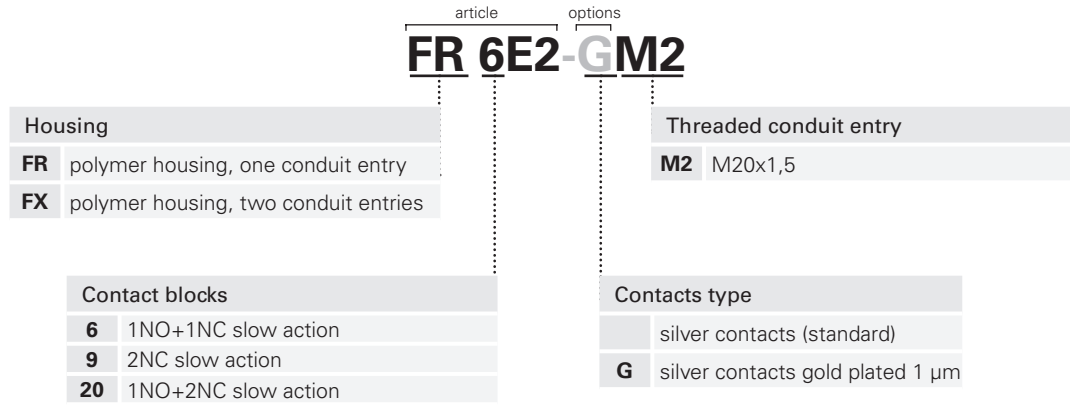 article options
FR 6E2-GM2
Housing
FR polymer housing, one conduit entry
FX polymer housing, two conduit entries
Threaded conduit entry
M2 M20x1,5
Contact blocks
6 1NO+1NC slow action
9 2NC slow action
20 1NO+2NC slow action
Contacts type
silver contacts (standard)
G silver contacts gold plated 1 µm